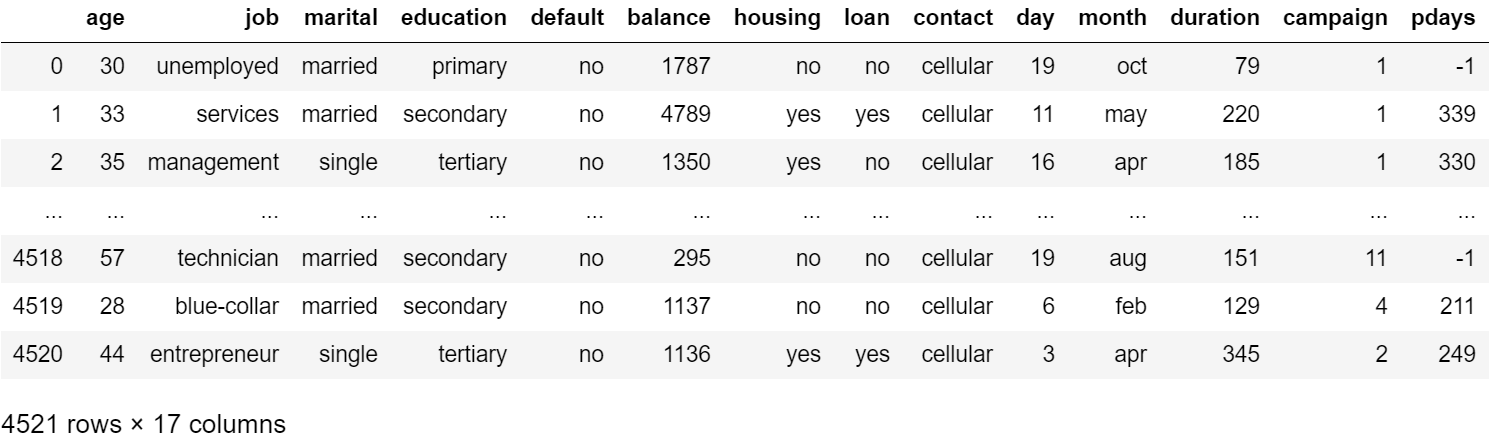 age job marital education default balance housing loan contact day month duration campaign pdays
0 30 unemployed married primary no 1787 no no cellular 19 oct 79 1 -1
1 33 services married secondary no 4789 yes yes cellular 11 may 220 1 339
2 35 management single tertiary no 1350 yes no cellular 16 apr 185 1 330
... ... ... ... ... ... ... ... ... ... ... ... ... ... ...
4518 57 technician married secondary no 295 no no cellular 19 aug 151 11 -1
4519 28 blue-collar married secondary no 1137 no no cellular 6 feb 129 4 211
4520 44 entrepreneur single tertiary no 1136 yes yes cellular 3 apr 345 2 249
4521 rows × 17 columns